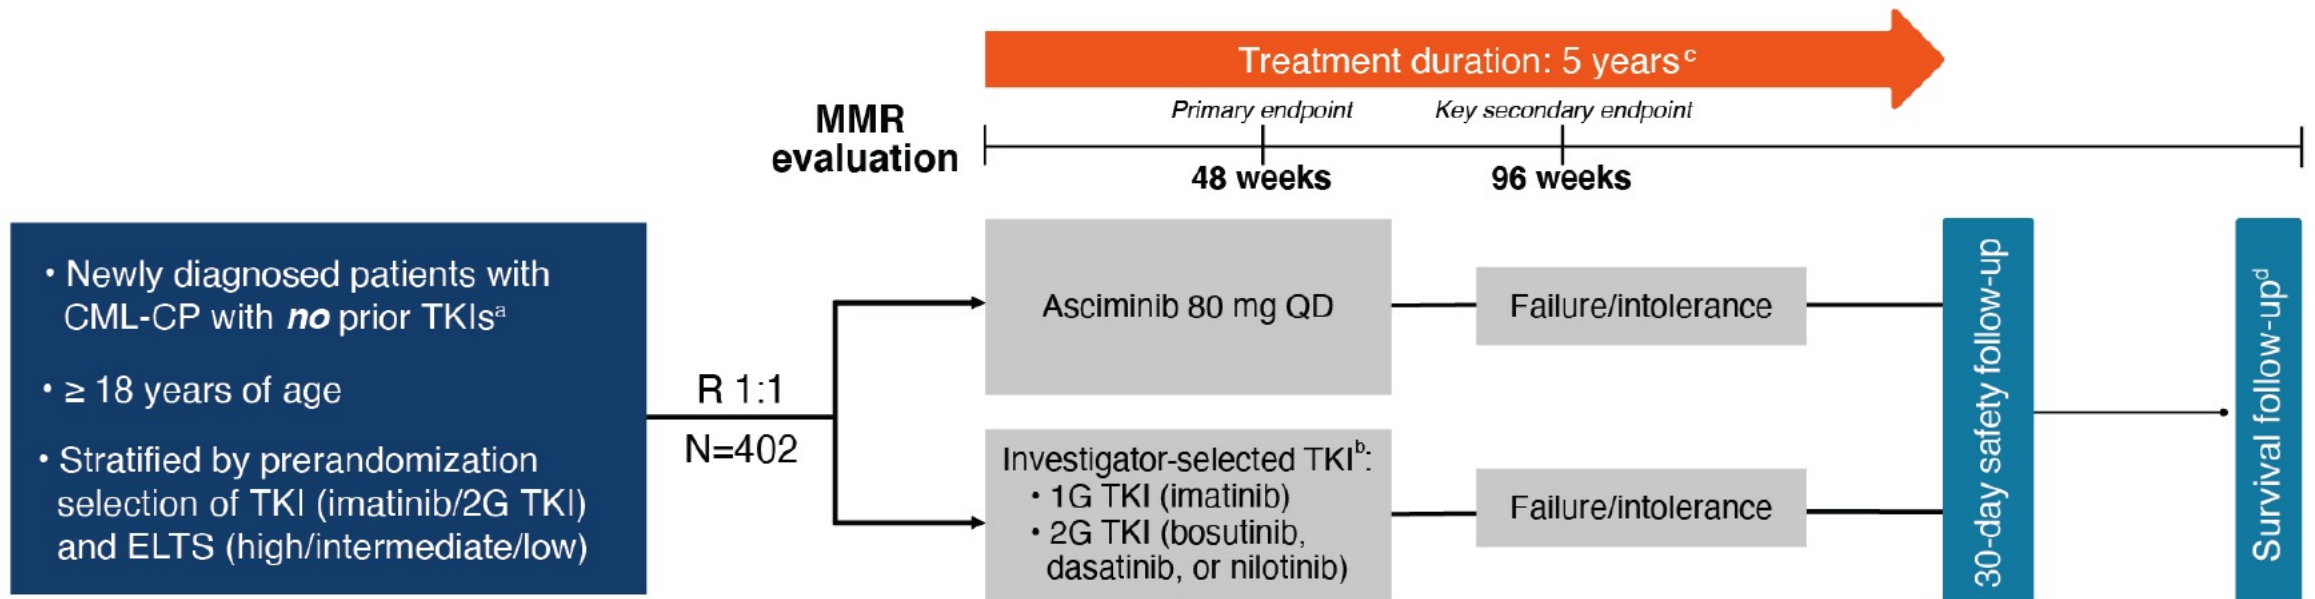 Treatment duration: 5 years c
Primary endpoint
Key secondary endpoint
MMR
evaluation
48 weeks
96 weeks
• Newly diagnosed patients with
CML-CP with no prior TKIsᵃ
• ≥ 18 years of age
• Stratified by prerandomization
selection of TKI (imatinib/2G TKI)
and ELTS (high/intermediate/low)
R 1:1
N=402
Asciminib 80 mg QD
Failure/intolerance
Investigator-selected TKIᵇ:
• 1G TKI (imatinib)
• 2G TKI (bosutinib,
dasatinib, or nilotinib)
Failure/intolerance
30-day safety follow-up
Survival follow-upᵈ